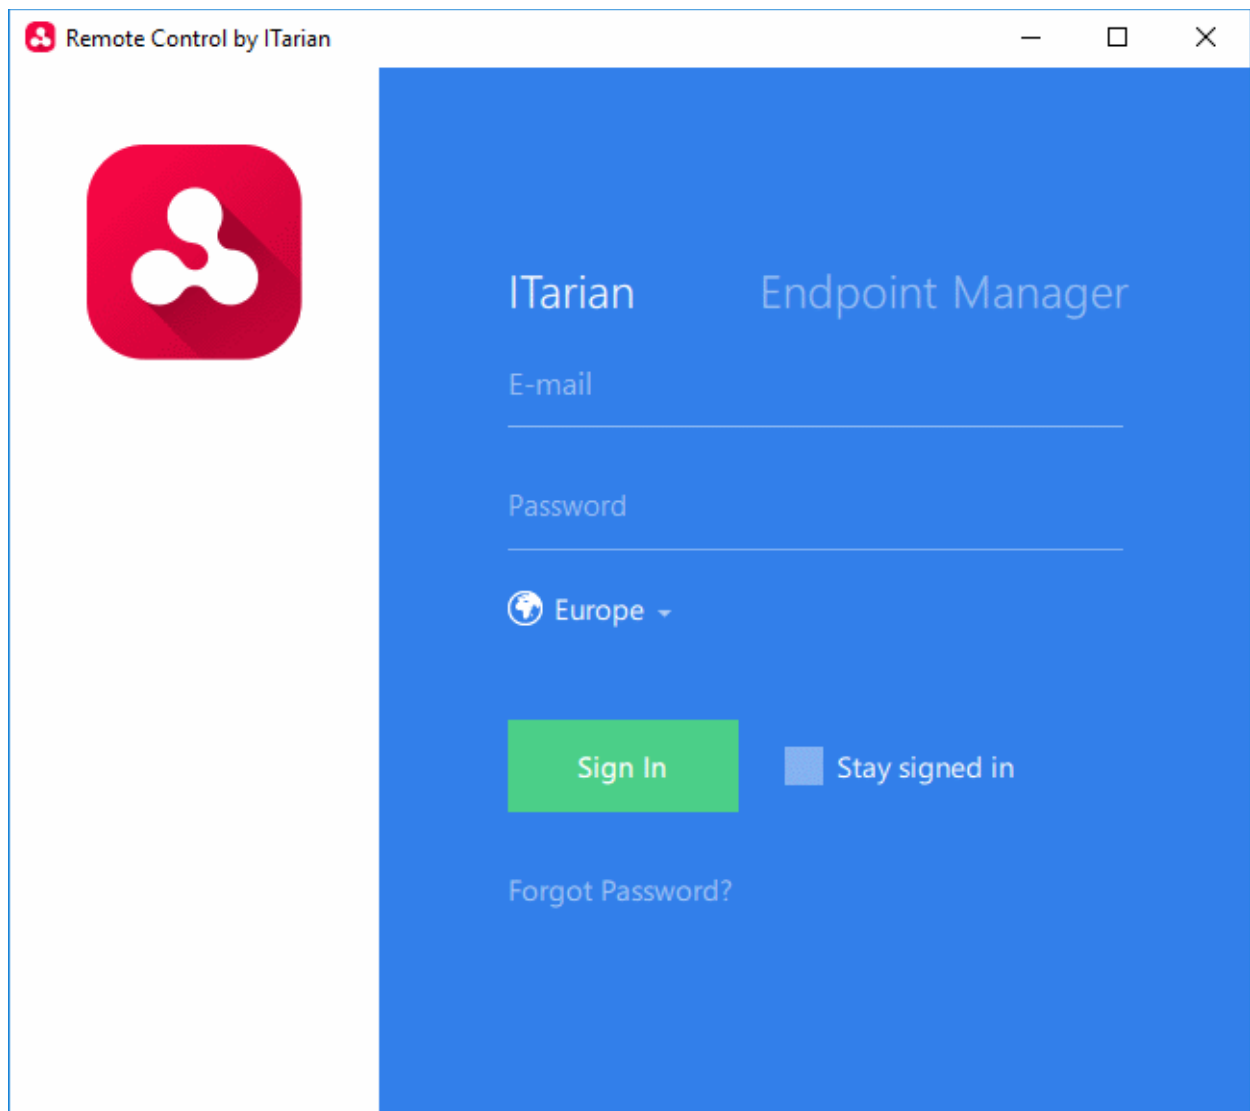 Remote Control by ITarian
ITarian Endpoint Manager
E-mail
Password
Europe
Sign In Stay signed in
Forgot Password?